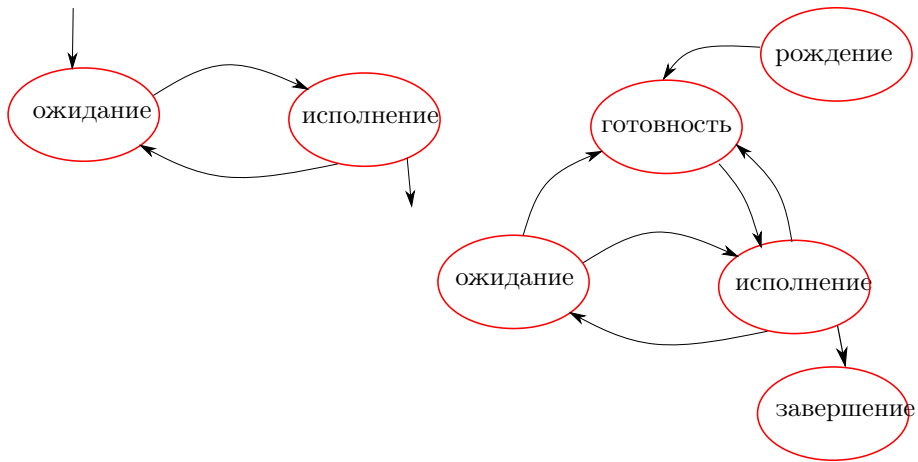 ожидание
исполнение
рождение
готовность
ожидание
исполнение
завершение